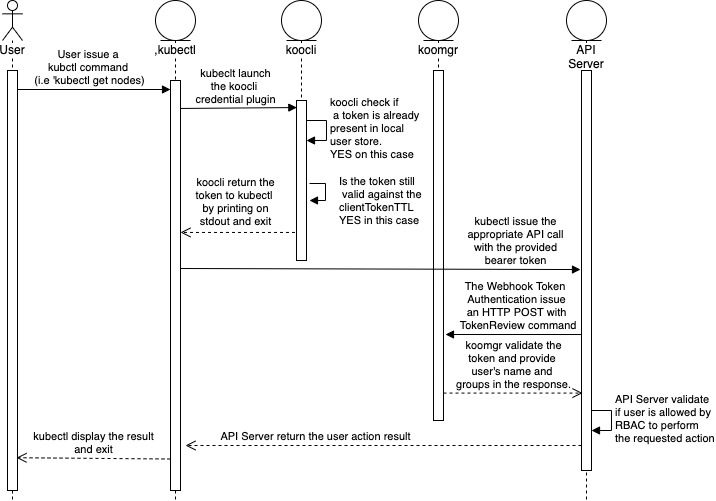 User
,kubectl
koocli
koomgr
API
Server
User issue a
kubctl command
(i.e 'kubectl get nodes)
kubeclt launch
the koocli
credential plugin
koocli check if
a token is already
present in local
user store.
YES on this case
koocli return the
token to kubectl
by printing on
stdout and exit
Is the token still
valid against the
clientTokenTTL
YES in this case
kubectl issue the
appropriate API call
with the provided
bearer token
The Webhook Token
Authentication issue
an HTTP POST with
TokenReview command
koomgr validate the
token and provide
user's name and
groups in the response.
API Server validate
if user is allowed by
RBAC to perform
the requested action
API Server return the user action result
kubectl display the result
and exit